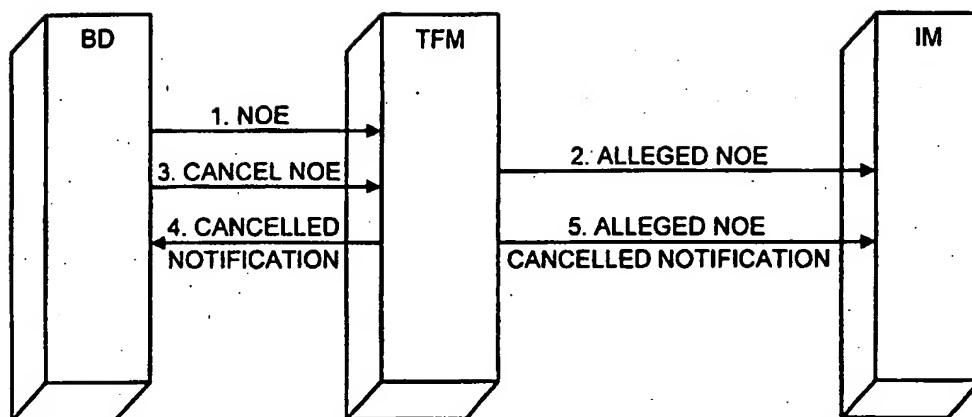 BD
TFM
IM
1. NOE
2. ALLEGED NOE
3. CANCEL NOE
4. CANCELLED
NOTIFICATION
5. ALLEGED NOE
CANCELLED NOTIFICATION